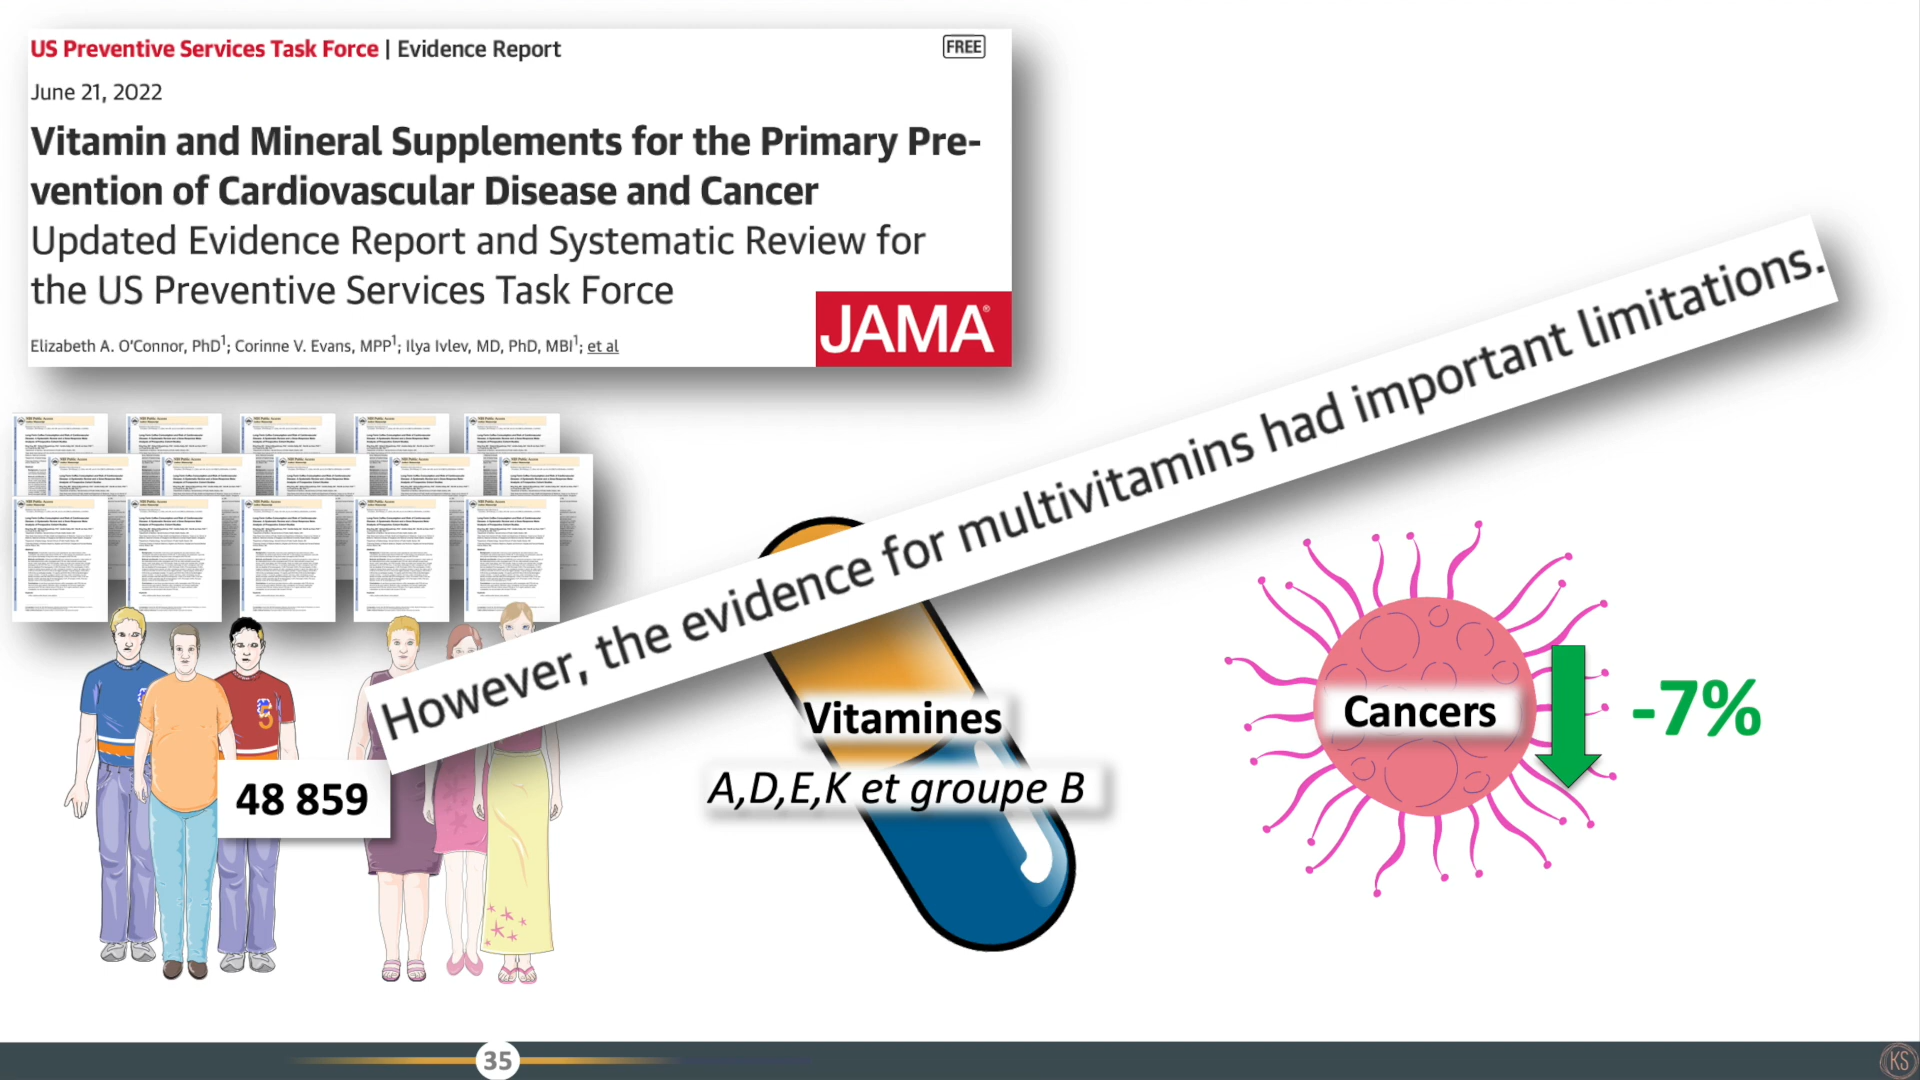 US Preventive Services Task Force | Evidence Report
FREE
June 21, 2022
Vitamin and Mineral Supplements for the Primary Pre-
vention of Cardiovascular Disease and Cancer
Updated Evidence Report and Systematic Review for
the US Preventive Services Task Force
Elizabeth A. O'Connor, PhD1; Corinne V. Evans, MPP1; Ilya Ivlev, MD, PhD, MBI1; et al
JAMA®
However, the evidence for multivitamins had important limitations.
48 859
Vitamines
A,D,E,K et groupe B
Cancers
-7%
35
KS